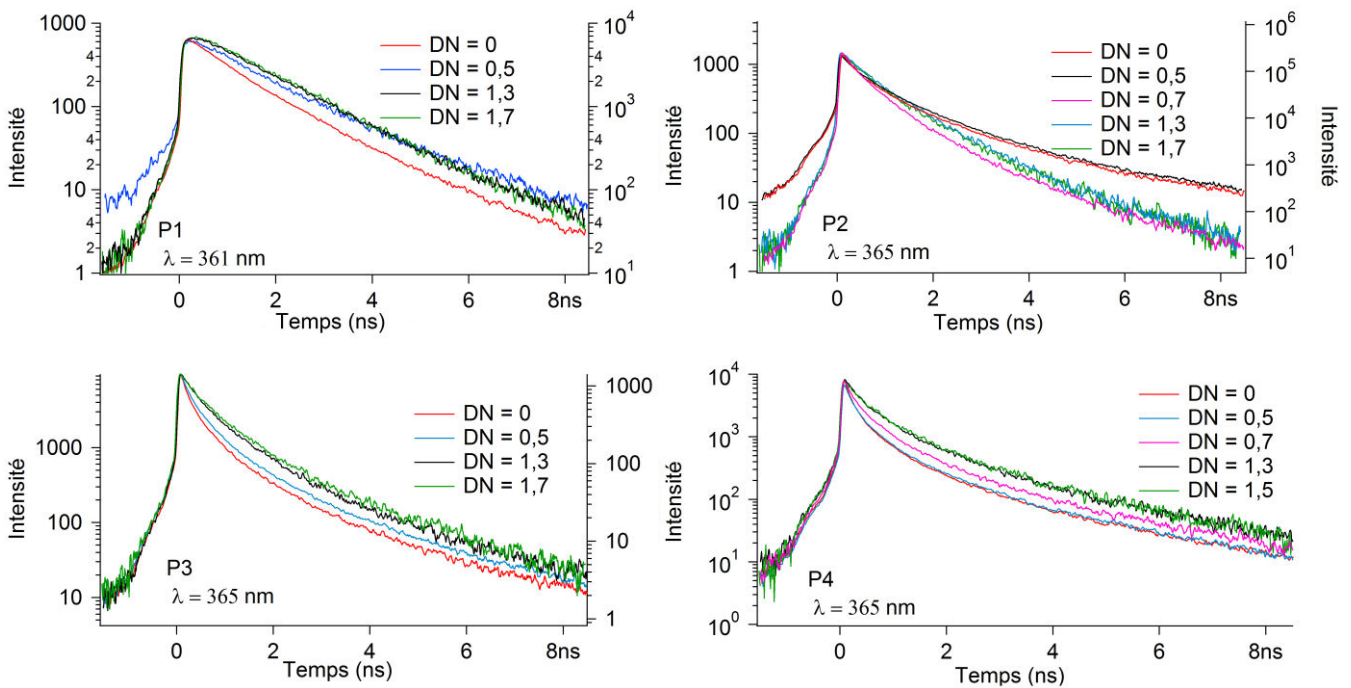 1000
6
4
2
100
6
4
2
10
6
4
2
1
Intensité
10⁴
6
4
2
10³
6
4
2
10²
6
4
2
10¹
DN = 0
DN = 0,5
DN = 1,3
DN = 1,7
P1
λ = 361 nm
0 2 4 6 8ns
Temps (ns)
1000
100
10
1
Intensité
10⁶
10⁵
10⁴
10³
10²
10¹
Intensité
DN = 0
DN = 0,5
DN = 0,7
DN = 1,3
DN = 1,7
P2
λ = 365 nm
0 2 4 6 8ns
Temps (ns)
1000
100
10
Intensité
1000
100
10
1
DN = 0
DN = 0,5
DN = 1,3
DN = 1,7
P3
λ = 365 nm
0 2 4 6 8ns
Temps (ns)
10⁴
10³
10²
10¹
10⁰
Intensité
DN = 0
DN = 0,5
DN = 0,7
DN = 1,3
DN = 1,5
P4
λ = 365 nm
0 2 4 6 8ns
Temps (ns)